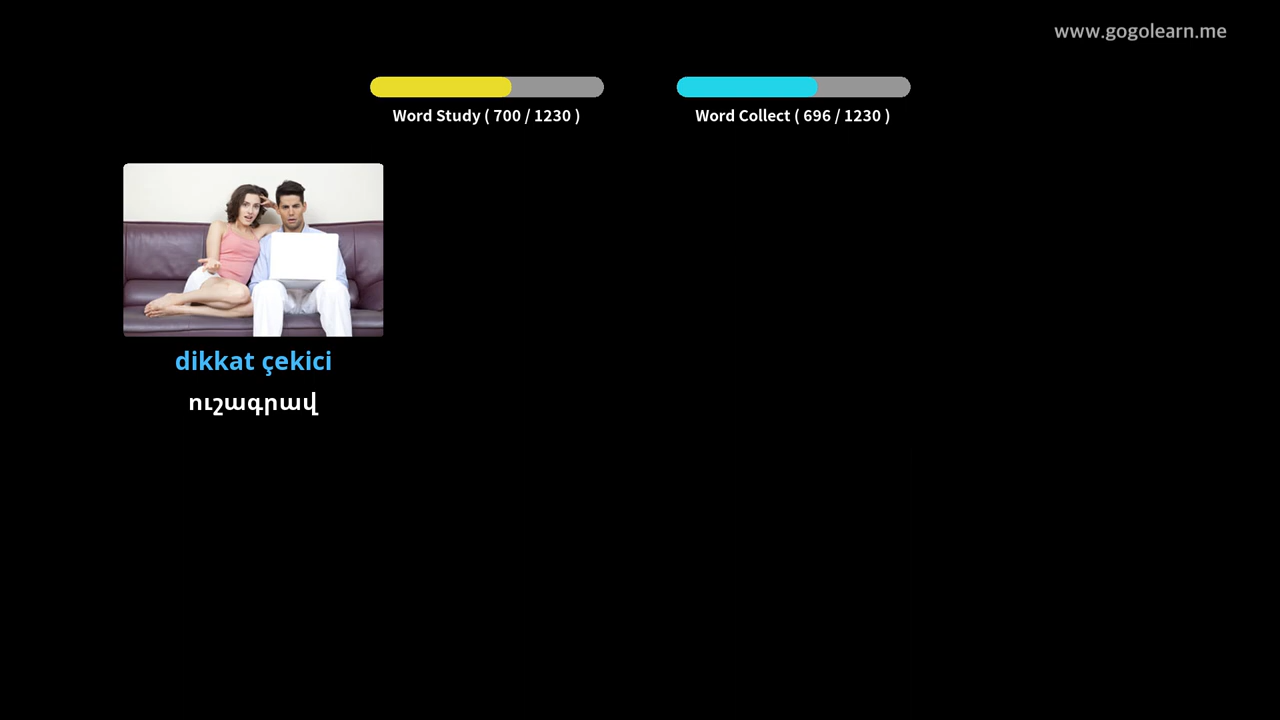 www.gogolearn.me
Word Study ( 700 / 1230 )
Word Collect ( 696 / 1230 )
dikkat çekici
ուշագրավ